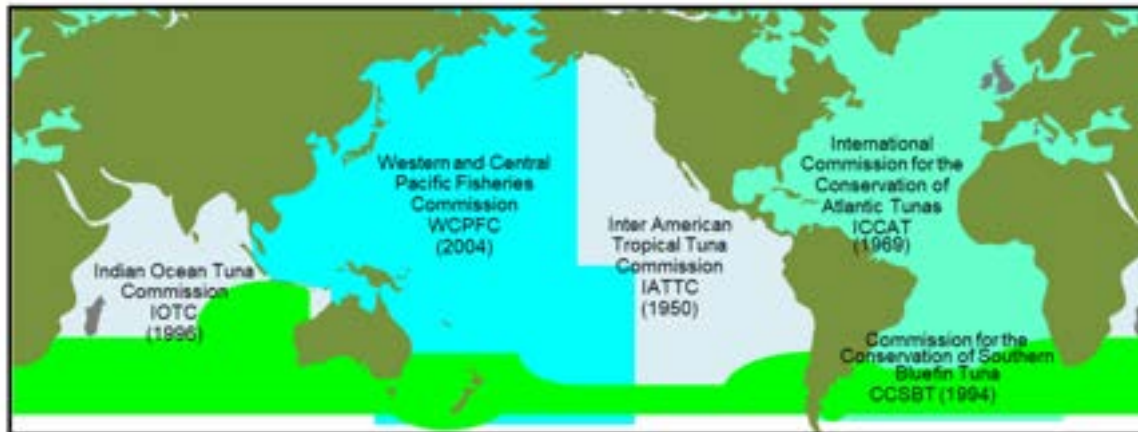 Western and Central
Pacific Fisheries
Commission
WCPFC
(2004)
International
Commission for the
Conservation of
Atlantic Tunas
ICCAT
(1969)
Inter American
Tropical Tuna
Commission
IATTC
(1950)
Indian Ocean Tuna
Commission
IOTC
(1996)
Commission for the
Conservation of Southern
Bluefin Tuna
CCSBT (1994)